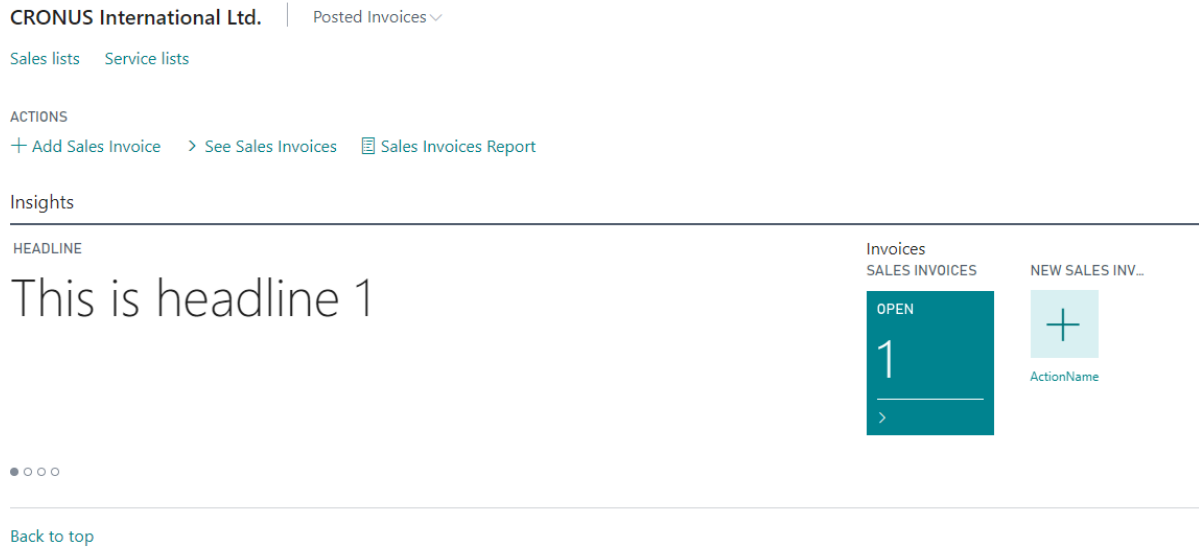 CRONUS International Ltd. Posted Invoices
Sales lists Service lists
ACTIONS
+ Add Sales Invoice > See Sales Invoices Sales Invoices Report
Insights
HEADLINE
This is headline 1
Invoices
SALES INVOICES
OPEN
1
>
NEW SALES INV...
ActionName
Back to top